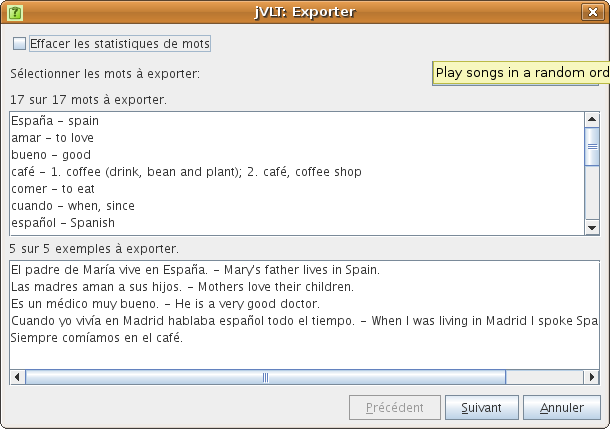 jVLT: Exporter
Effacer les statistiques de mots
Sélectionner les mots à exporter:
Play songs in a random ord
17 sur 17 mots à exporter.
España – spain
amar – to love
bueno – good
café – 1. coffee (drink, bean and plant); 2. café, coffee shop
comer – to eat
cuando – when, since
español – Spanish
5 sur 5 exemples à exporter.
El padre de María vive en España. – Mary's father lives in Spain.
Las madres aman a sus hijos. – Mothers love their children.
Es un médico muy bueno. – He is a very good doctor.
Cuando yo vivía en Madrid hablaba español todo el tiempo. – When I was living in Madrid I spoke Spa
Siempre comíamos en el café.
Précédent Suivant Annuler